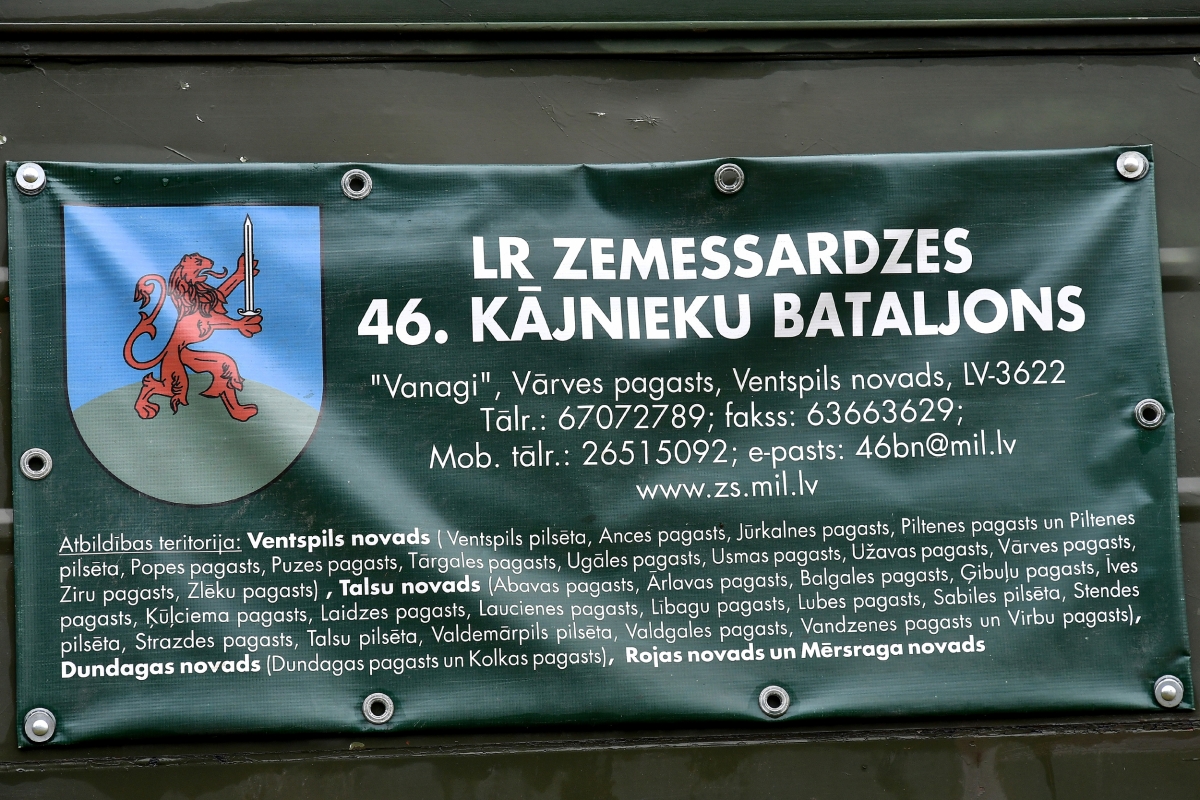 LR ZEMESSARDZES
46. KĀJNIEKU BATALJONS
"Vanagi", Vārves pagasts, Ventspils novads, LV-3622
Tālr.: 67072789; fakss: 63663629;
Mob. tālr.: 26515092; e-pasts: 46bn@mil.lv
www.zs.mil.lv
Atbildības teritorija: Ventspils novads ( Ventspils pilsēta, Ances pagasts, Jūrkalnes pagasts, Piltenes pagasts un Piltenes
pilsēta, Popes pagasts, Puzes pagasts, Tārgales pagasts, Ugāles pagasts, Usmas pagasts, Užavas pagasts, Vārves pagasts,
Ziru pagasts, Zlēku pagasts) , Talsu novads (Abavas pagasts, Ārlavas pagasts, Balgales pagasts, Ģibuļu pagasts, Īves
pagasts, Ķūļciema pagasts, Laidzes pagasts, Laucienes pagasts, Lībagu pagasts, Lubes pagasts, Sabiles pilsēta, Stendes
pilsēta, Strazdes pagasts, Talsu pilsēta, Valdemārpils pilsēta, Valdgales pagasts, Vandzenes pagasts un Virbu pagasts),
Dundagas novads (Dundagas pagasts un Kolkas pagasts), Rojas novads un Mērsraga novads